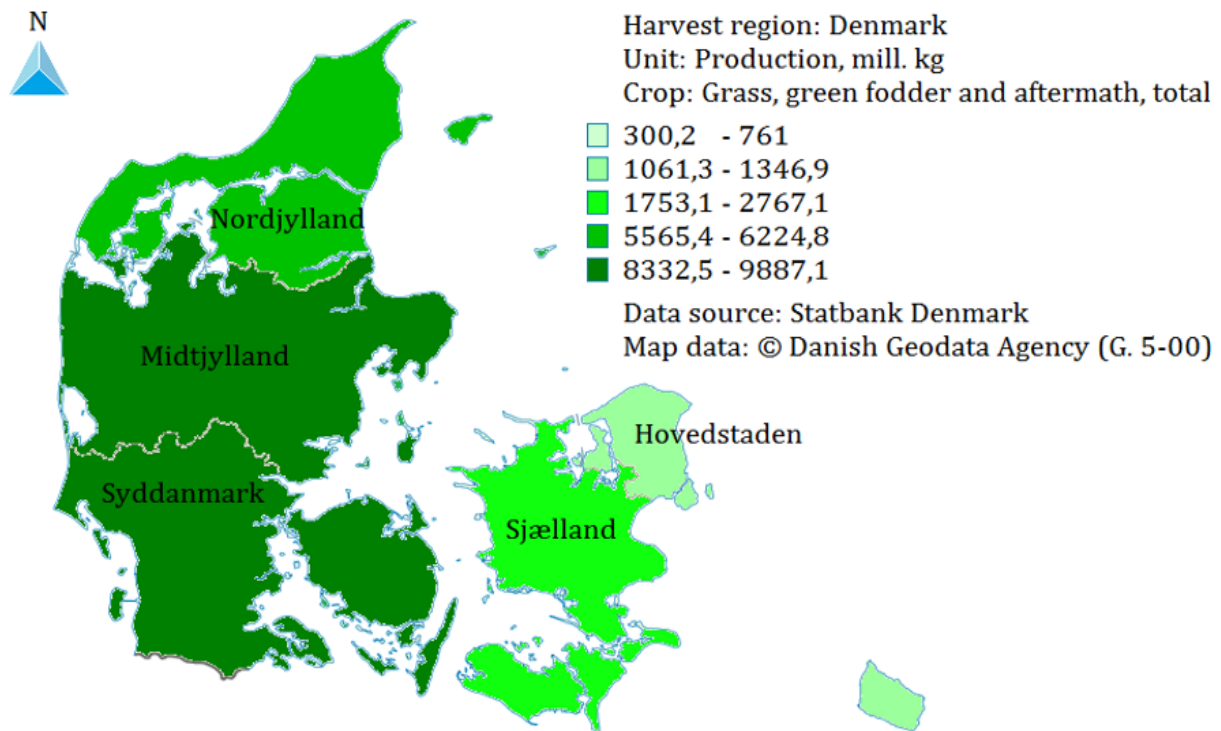 N
Harvest region: Denmark
Unit: Production, mill. kg
Crop: Grass, green fodder and aftermath, total
300,2 - 761
1061,3 - 1346,9
1753,1 - 2767,1
5565,4 - 6224,8
8332,5 - 9887,1
Data source: Statbank Denmark
Map data: © Danish Geodata Agency (G. 5-00)
Nordjylland
Midtjylland
Hovedstaden
Syddanmark
Sjælland